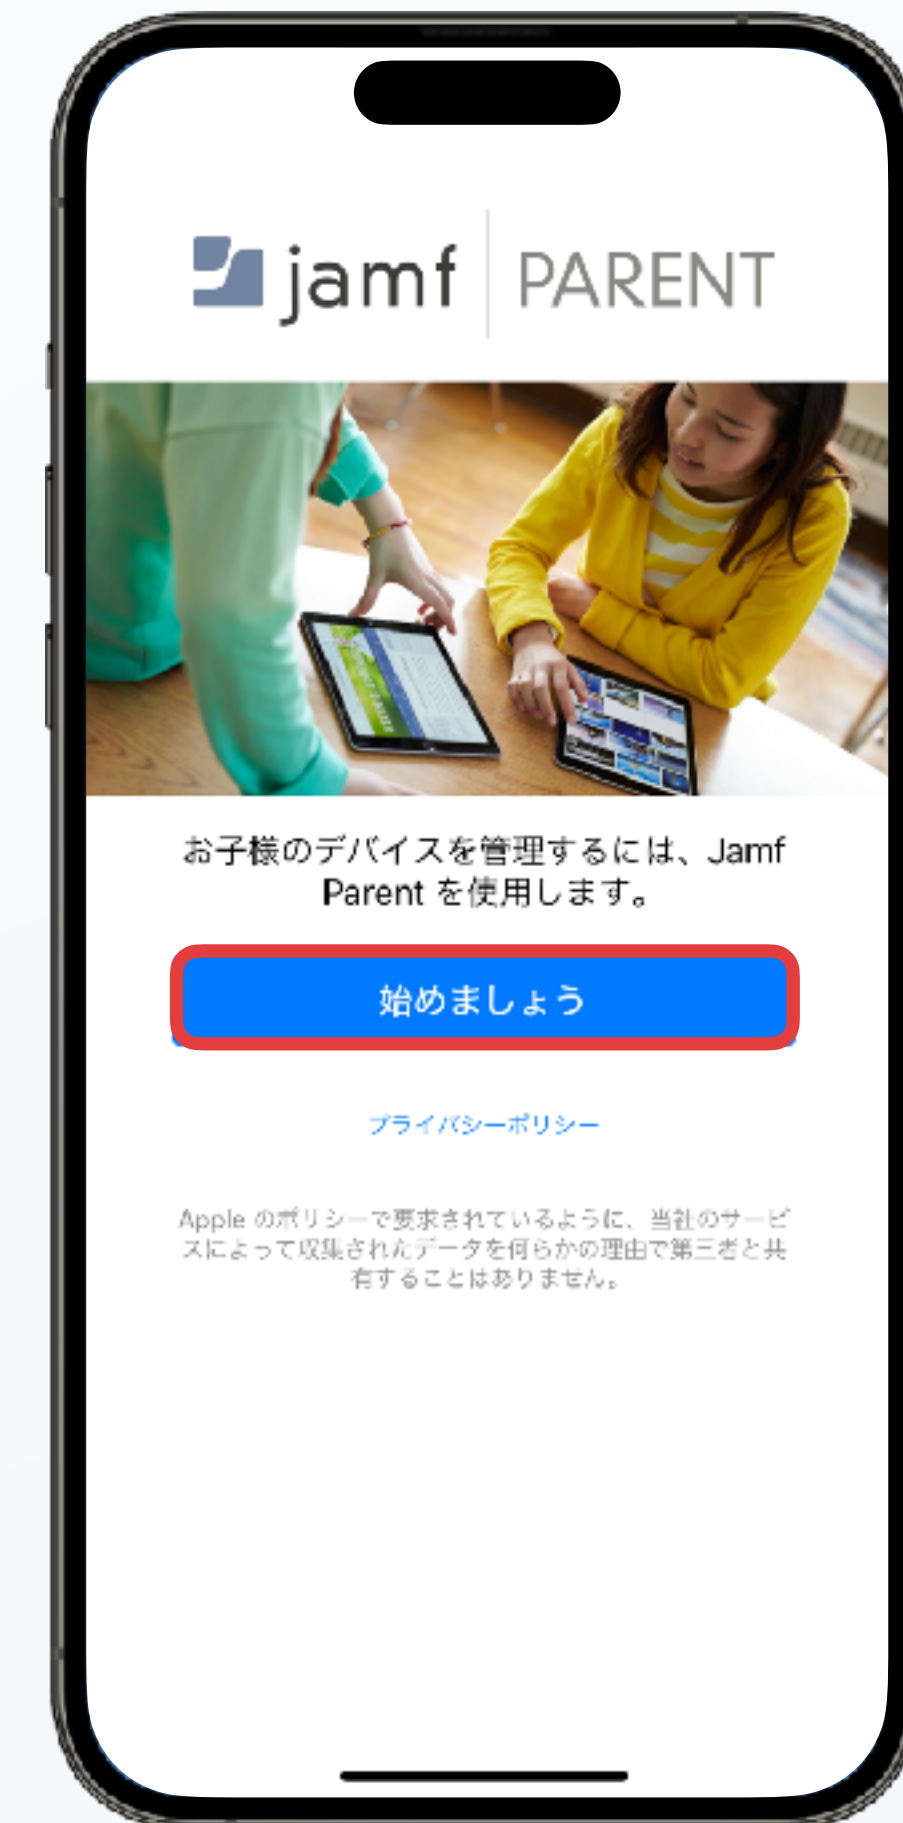 jamf PARENT
お子様のデバイスを管理するには、Jamf
Parent を使用します。
始めましょう
プライバシーポリシー
Apple のポリシーで要求されているように、当社のサービ
スによって収集されたデータを何らかの理由で第三者と共
有することはありません。